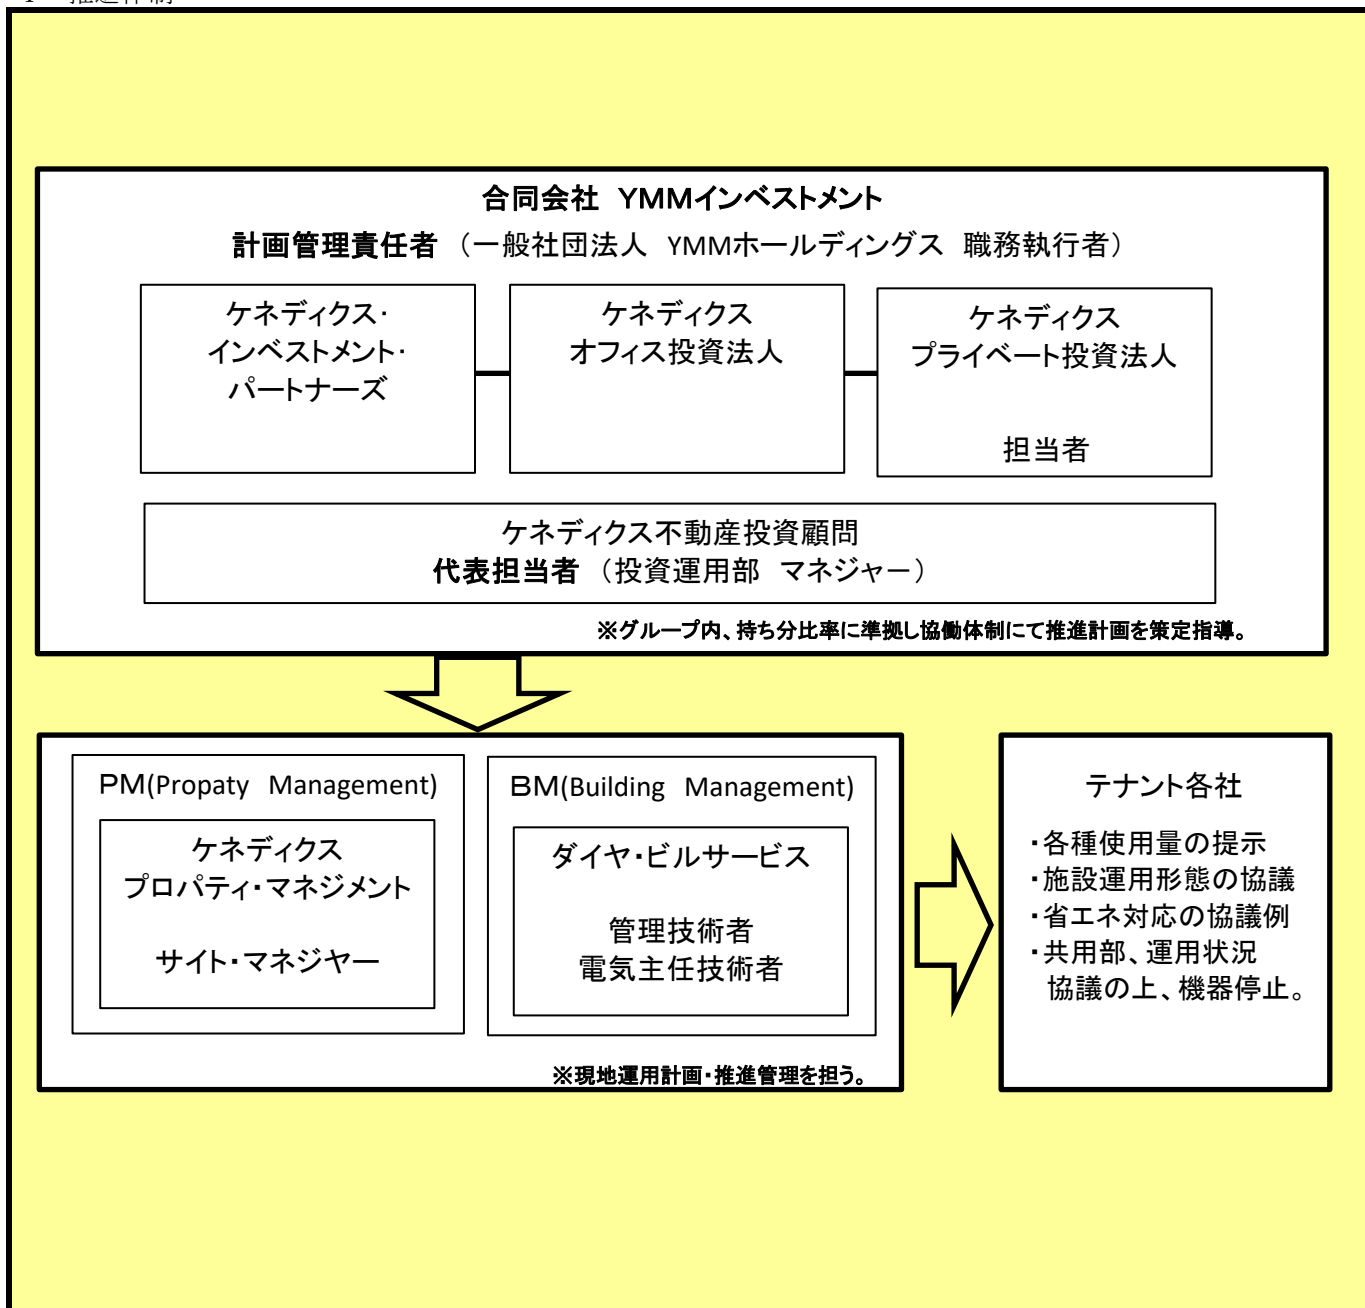 合同会社 YMMインベストメント
計画管理責任者 （一般社団法人 YMMホールディングス 職務執行者）
ケネディクス・
インベストメント・
パートナーズ
ケネディクス
オフィス投資法人
ケネディクス
プライベート投資法人
担当者
ケネディクス不動産投資顧問
代表担当者 （投資運用部 マネジャー）
※グループ内、持ち分比率に準拠し協働体制にて推進計画を策定指導。
PM(Propaty Management)
ケネディクス
プロパティ・マネジメント
サイト・マネジャー
BM(Building Management)
ダイヤ・ビルサービス
管理技術者
電気主任技術者
※現地運用計画・推進管理を担う。
テナント各社
・各種使用量の提示
・施設運用形態の協議
・省エネ対応の協議例
・共用部、運用状況
協議の上、機器停止。